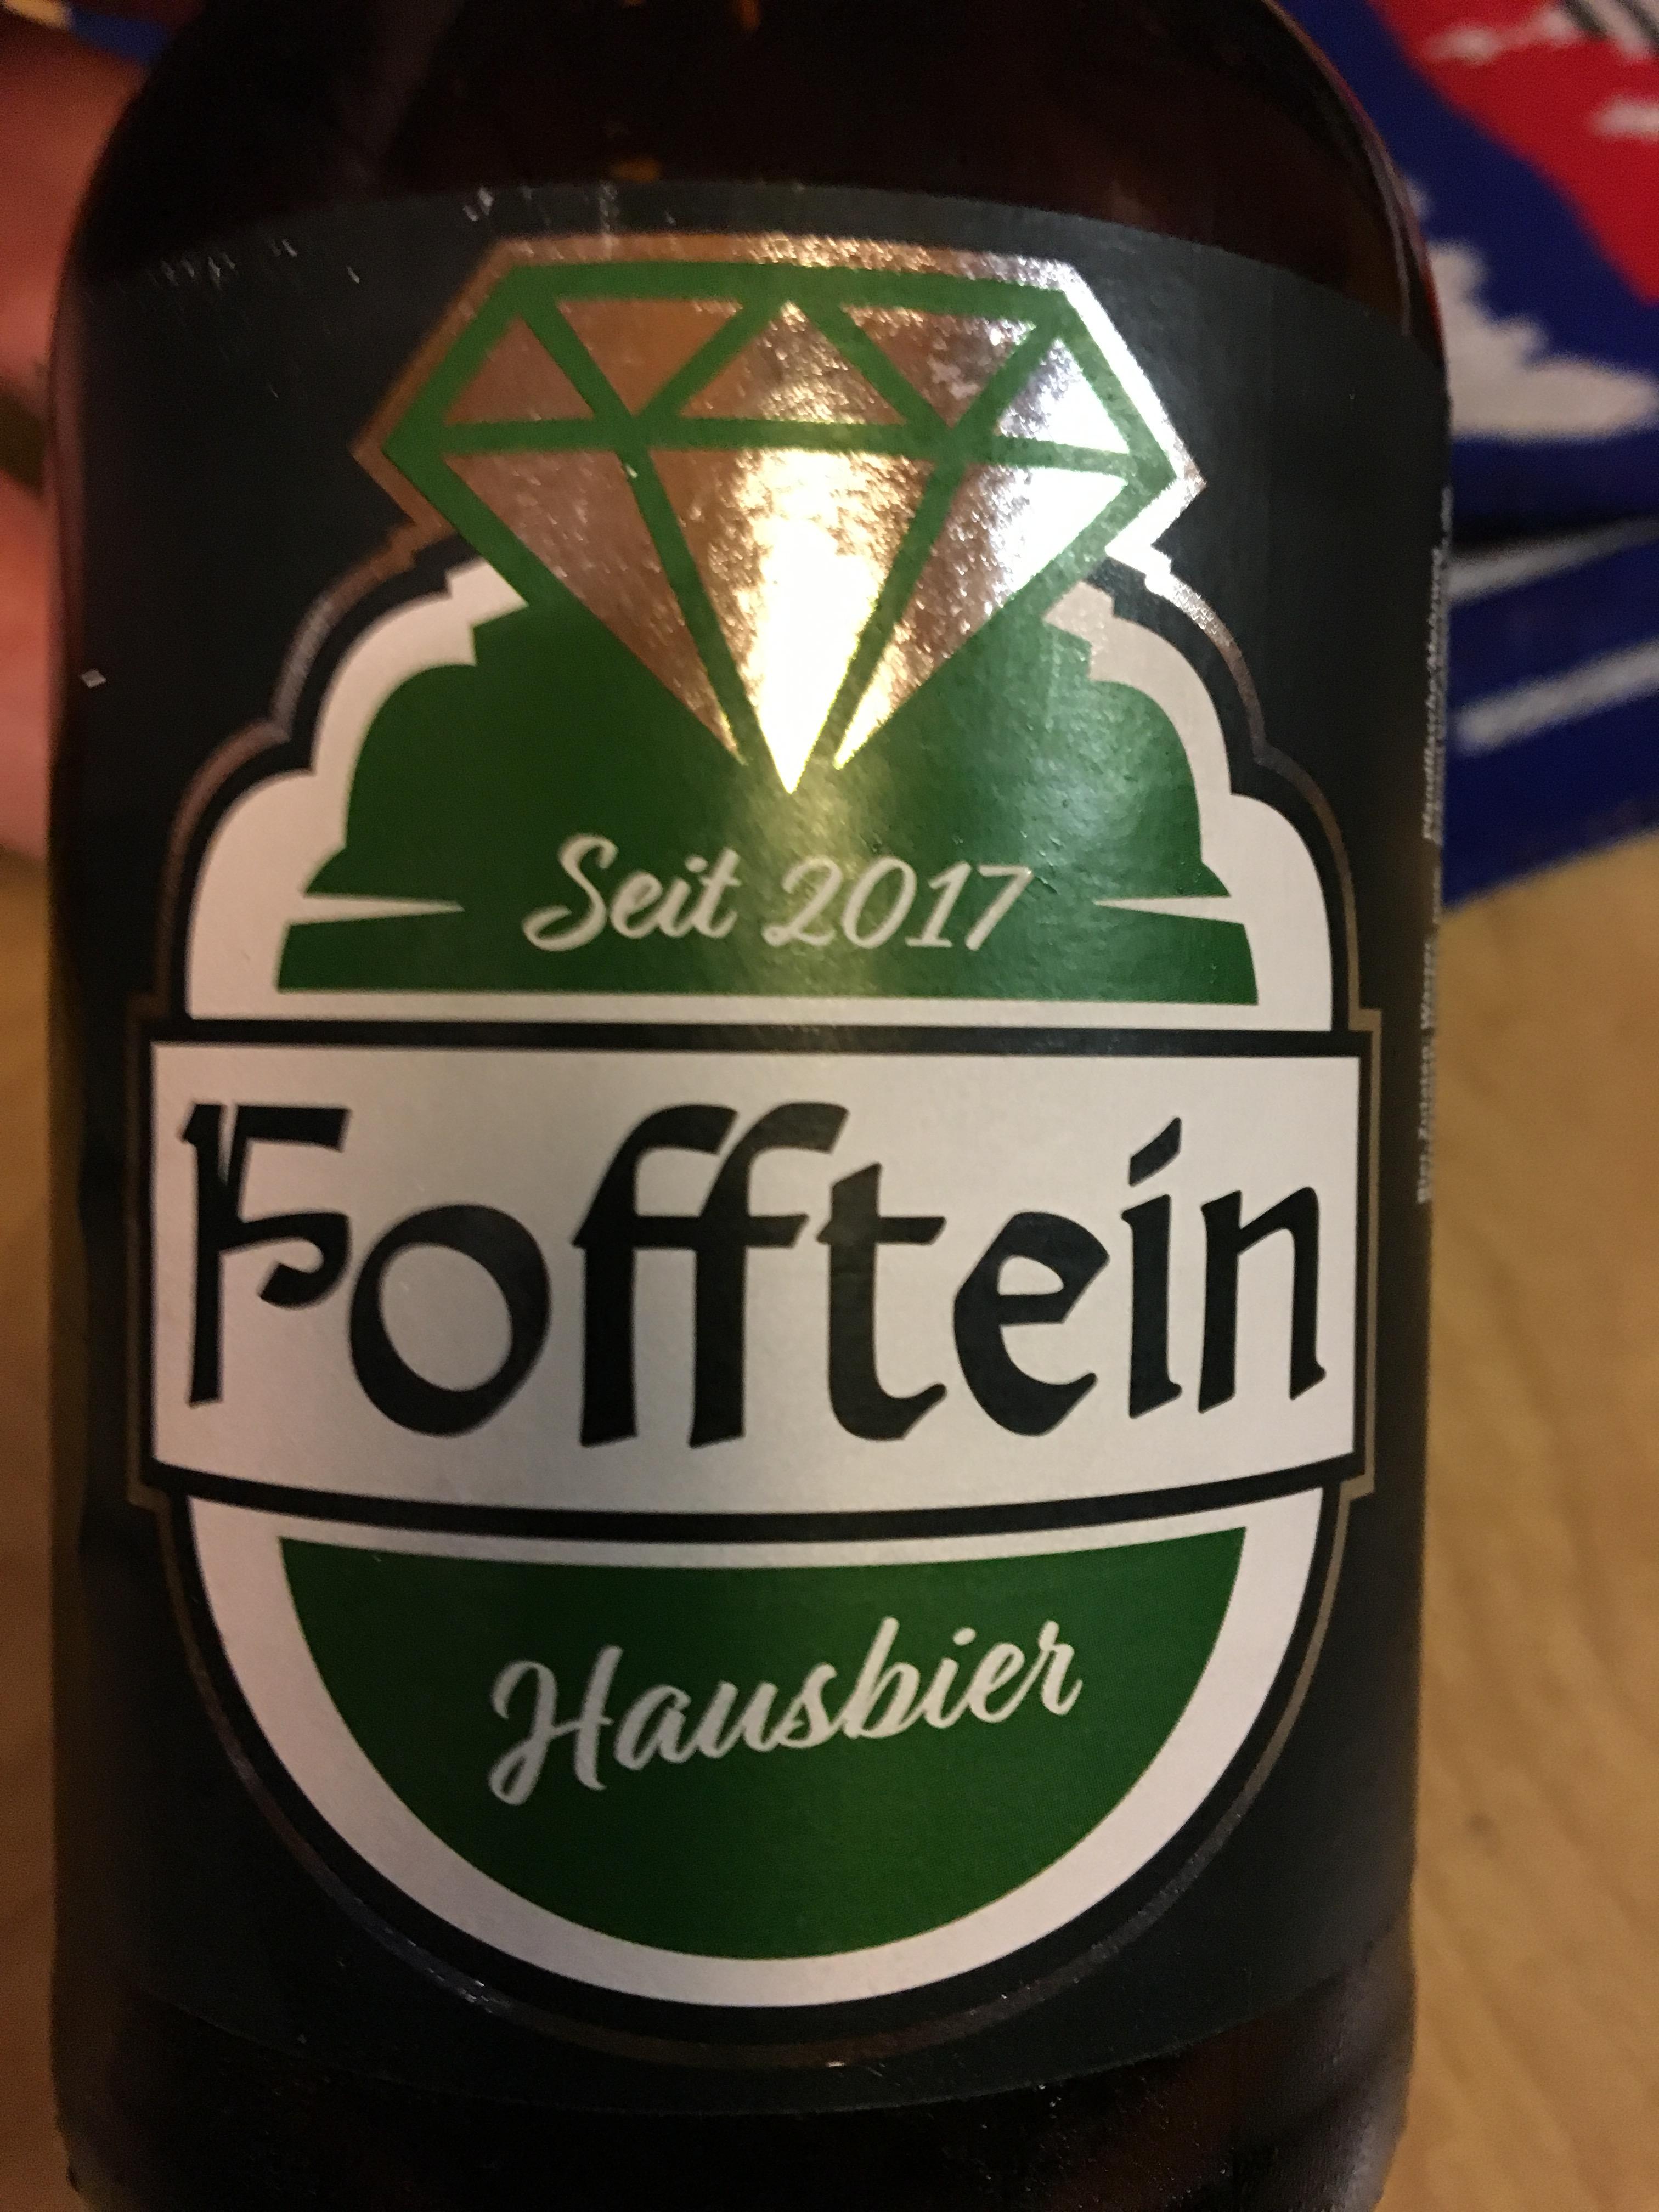 Seit 2017
Fofftein
Hausbier